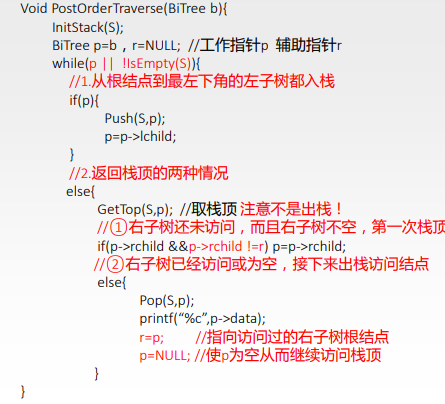 Void PostOrderTraverse(BiTree b){
InitStack(S);
BiTree p=b，r=NULL; //工作指针p 辅助指针r
while(p || !IsEmpty(S)){
//1.从根结点到最左下角的左子树都入栈
if(p){
Push(S,p);
p=p->lchild;
}
//2.返回栈顶的两种情况
else{
GetTop(S,p); //取栈顶 注意不是出栈！
//①右子树还未访问，而且右子树不空，第一次栈顶
if(p->rchild &&p->rchild !=r) p=p->rchild;
//②右子树已经访问或为空，接下来出栈访问结点
else{
Pop(S,p);
printf(“%c”,p->data);
r=p; //指向访问过的右子树根结点
p=NULL; //使p为空从而继续访问栈顶
}
}